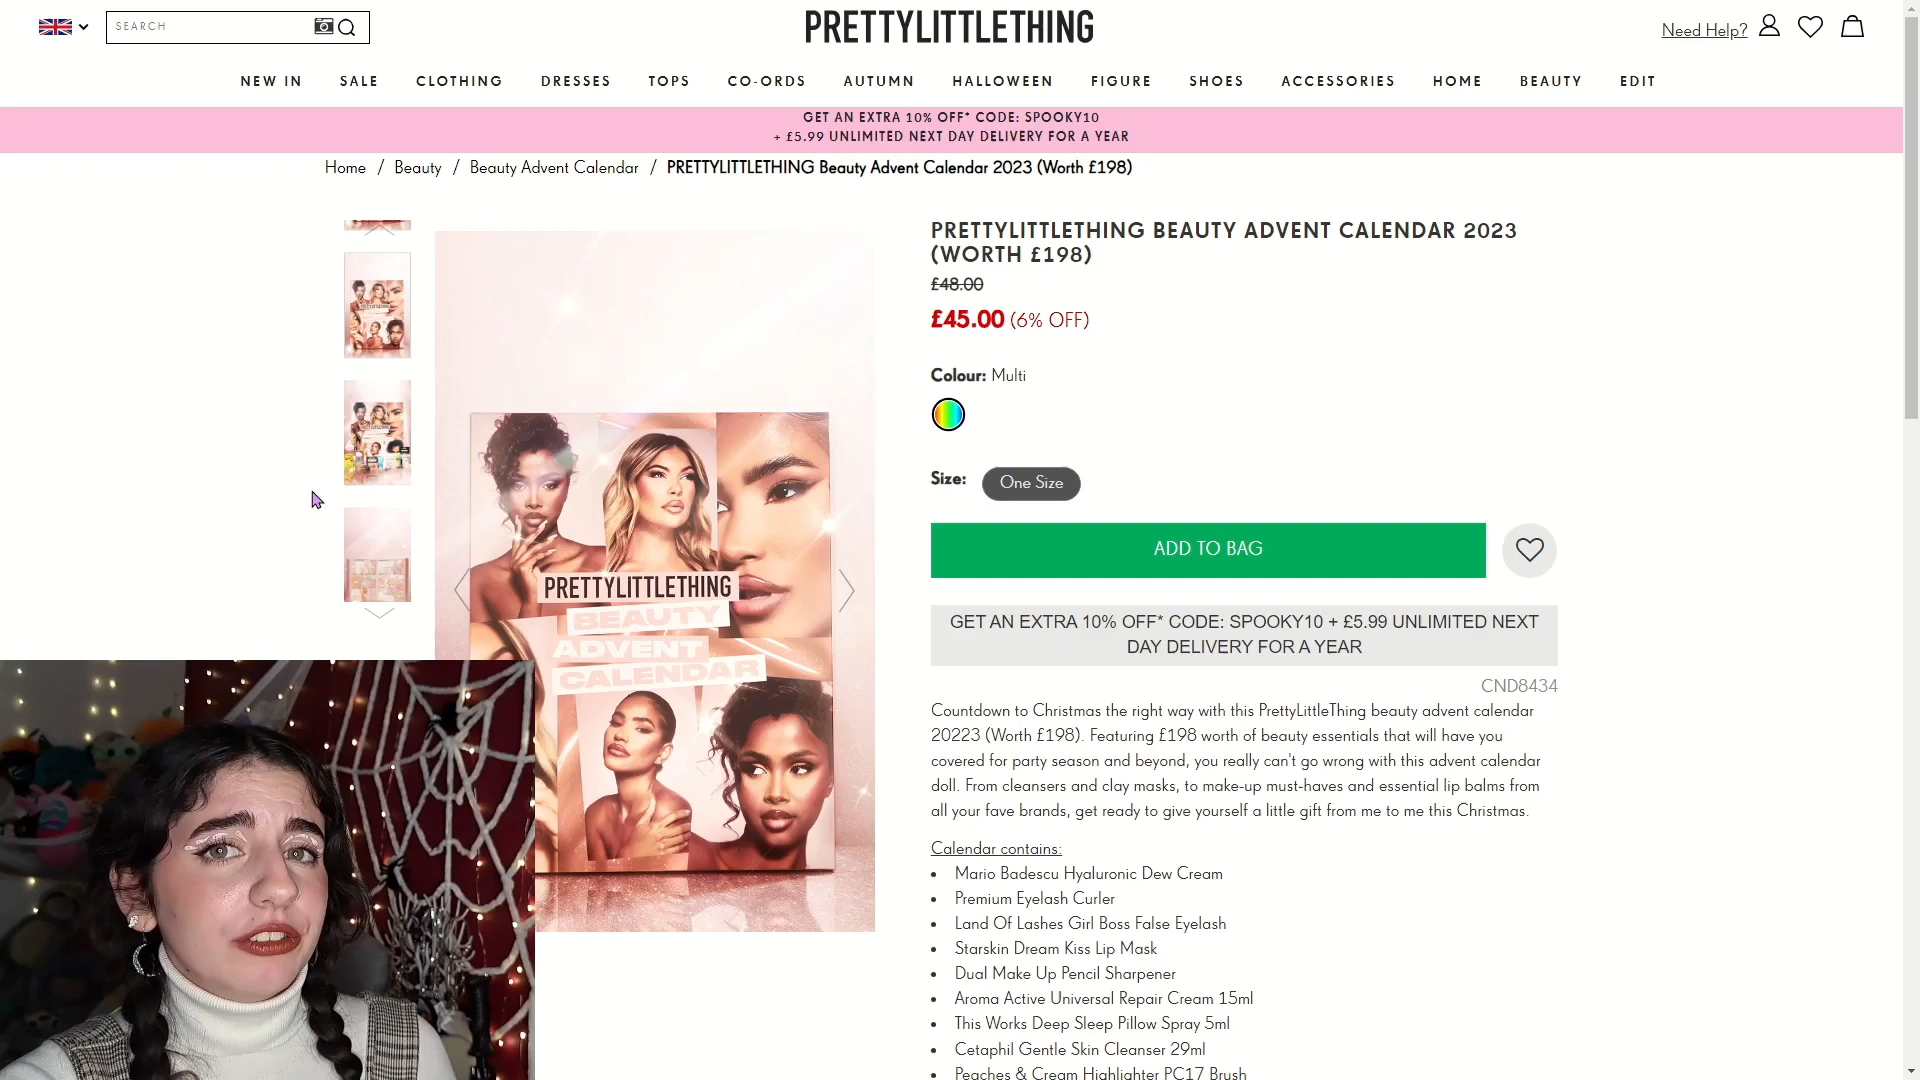 SEARCH
PRETTYLITTLETHING
Need Help?
NEW IN SALE CLOTHING DRESSES TOPS CO-ORDS AUTUMN HALLOWEEN FIGURE SHOES ACCESSORIES HOME BEAUTY EDIT
GET AN EXTRA 10% OFF* CODE: SPOOKY10
+ £5.99 UNLIMITED NEXT DAY DELIVERY FOR A YEAR
Home / Beauty / Beauty Advent Calendar / PRETTYLITTLETHING Beauty Advent Calendar 2023 (Worth £198)
PRETTYLITTLETHING
BEAUTY
ADVENT
CALENDAR
PRETTYLITTLETHING BEAUTY ADVENT CALENDAR 2023
(WORTH £198)
£48.00
£45.00 (6% OFF)
Colour: Multi
Size: One Size
ADD TO BAG
GET AN EXTRA 10% OFF* CODE: SPOOKY10 + £5.99 UNLIMITED NEXT
DAY DELIVERY FOR A YEAR
CND8434
Countdown to Christmas the right way with this PrettyLittleThing beauty advent calendar
20223 (Worth £198). Featuring £198 worth of beauty essentials that will have you
covered for party season and beyond, you really can't go wrong with this advent calendar
doll. From cleansers and clay masks, to make-up must-haves and essential lip balms from
all your fave brands, get ready to give yourself a little gift from me to me this Christmas.
Calendar contains:
• Mario Badescu Hyaluronic Dew Cream
• Premium Eyelash Curler
• Land Of Lashes Girl Boss False Eyelash
• Starskin Dream Kiss Lip Mask
• Dual Make Up Pencil Sharpener
• Aroma Active Universal Repair Cream 15ml
• This Works Deep Sleep Pillow Spray 5ml
• Cetaphil Gentle Skin Cleanser 29ml
• Peaches & Cream Highlighter PC17 Brush